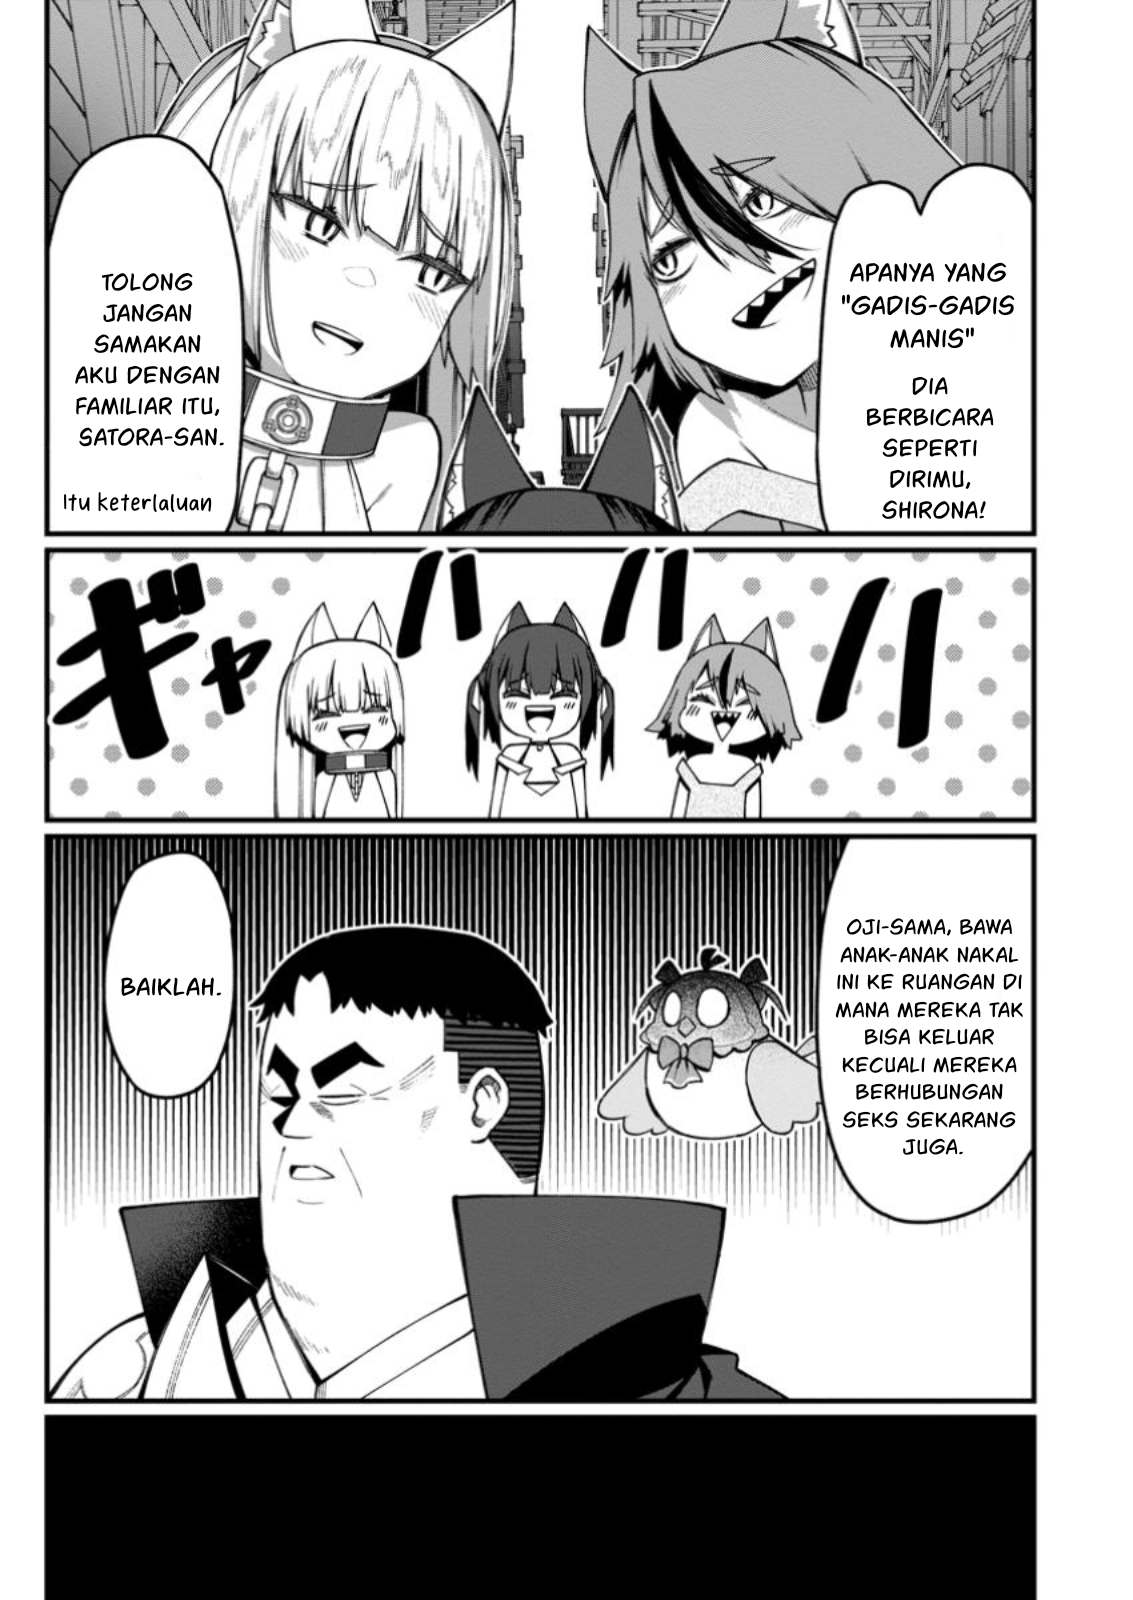 APANYA YANG
"GADIS-GADIS
MANIS"
DIA
BERBICARA
SEPERTI
DIRIMU,
SHIRONA!
TOLONG
JANGAN
SAMAKAN
AKU DENGAN
FAMILIAR ITU,
SATORA-SAN.
Itu keterlaluan
ギャハハハ
OJI-SAMA, BAWA
ANAK-ANAK NAKAL
INI KE RUANGAN DI
MANA MEREKA TAK
BISA KELUAR
KECUALI MEREKA
BERHUBUNGAN
SEKS SEKARANG
JUGA.
BAIKLAH.